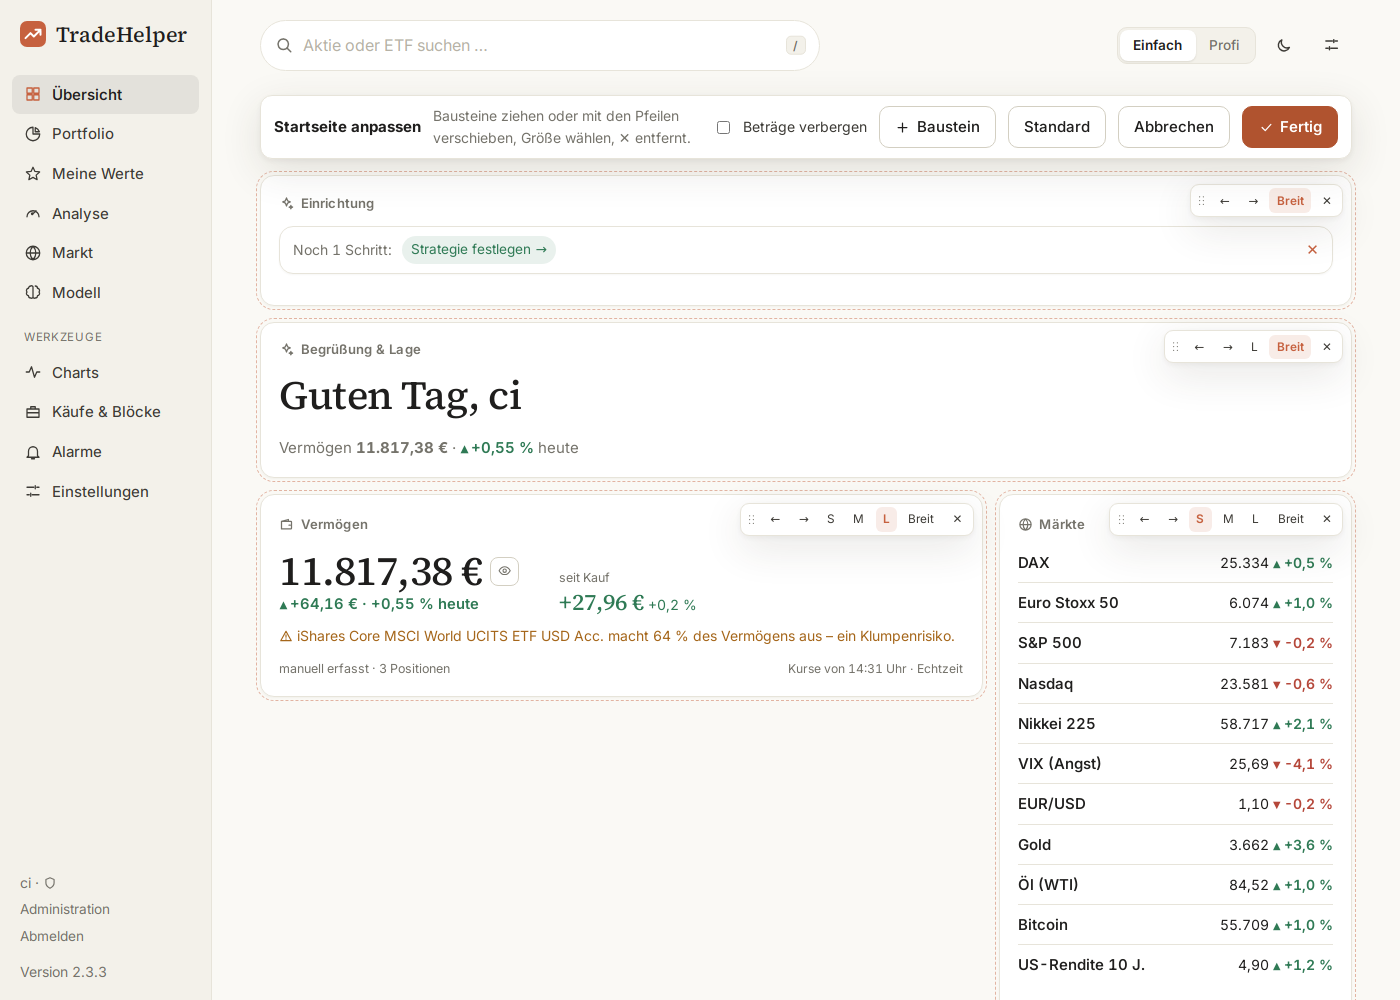 TradeHelper
Übersicht
Portfolio
Meine Werte
Analyse
Markt
Modell
WERKZEUGE
Charts
Käufe & Blöcke
Alarme
Einstellungen
ci ·
Administration
Abmelden
Version 2.3.3
Aktie oder ETF suchen ... /
Einfach Profi
Startseite anpassen
Bausteine ziehen oder mit den Pfeilen
verschieben, Größe wählen, ✕ entfernt.
Beträge verbergen
+ Baustein
Standard
Abbrechen
✓ Fertig
Einrichtung
← → Breit ✕
Noch 1 Schritt: Strategie festlegen → ✕
Begrüßung & Lage
← → L Breit ✕
Guten Tag, ci
Vermögen 11.817,38 € · ▲+0,55 % heute
Vermögen
← → S M L Breit ✕
11.817,38 €
▲+64,16 € · +0,55 % heute
seit Kauf
+27,96 € +0,2 %
⚠ iShares Core MSCI World UCITS ETF USD Acc. macht 64 % des Vermögens aus – ein Klumpenrisiko.
manuell erfasst · 3 Positionen Kurse von 14:31 Uhr · Echtzeit
Märkte
← → S M L Breit ✕
DAX 25.334 ▲ +0,5 %
Euro Stoxx 50 6.074 ▲ +1,0 %
S&P 500 7.183 ▼ -0,2 %
Nasdaq 23.581 ▼ -0,6 %
Nikkei 225 58.717 ▲ +2,1 %
VIX (Angst) 25,69 ▼ -4,1 %
EUR/USD 1,10 ▼ -0,2 %
Gold 3.662 ▲ +3,6 %
Öl (WTI) 84,52 ▲ +1,0 %
Bitcoin 55.709 ▲ +1,0 %
US-Rendite 10 J. 4,90 ▲ +1,2 %